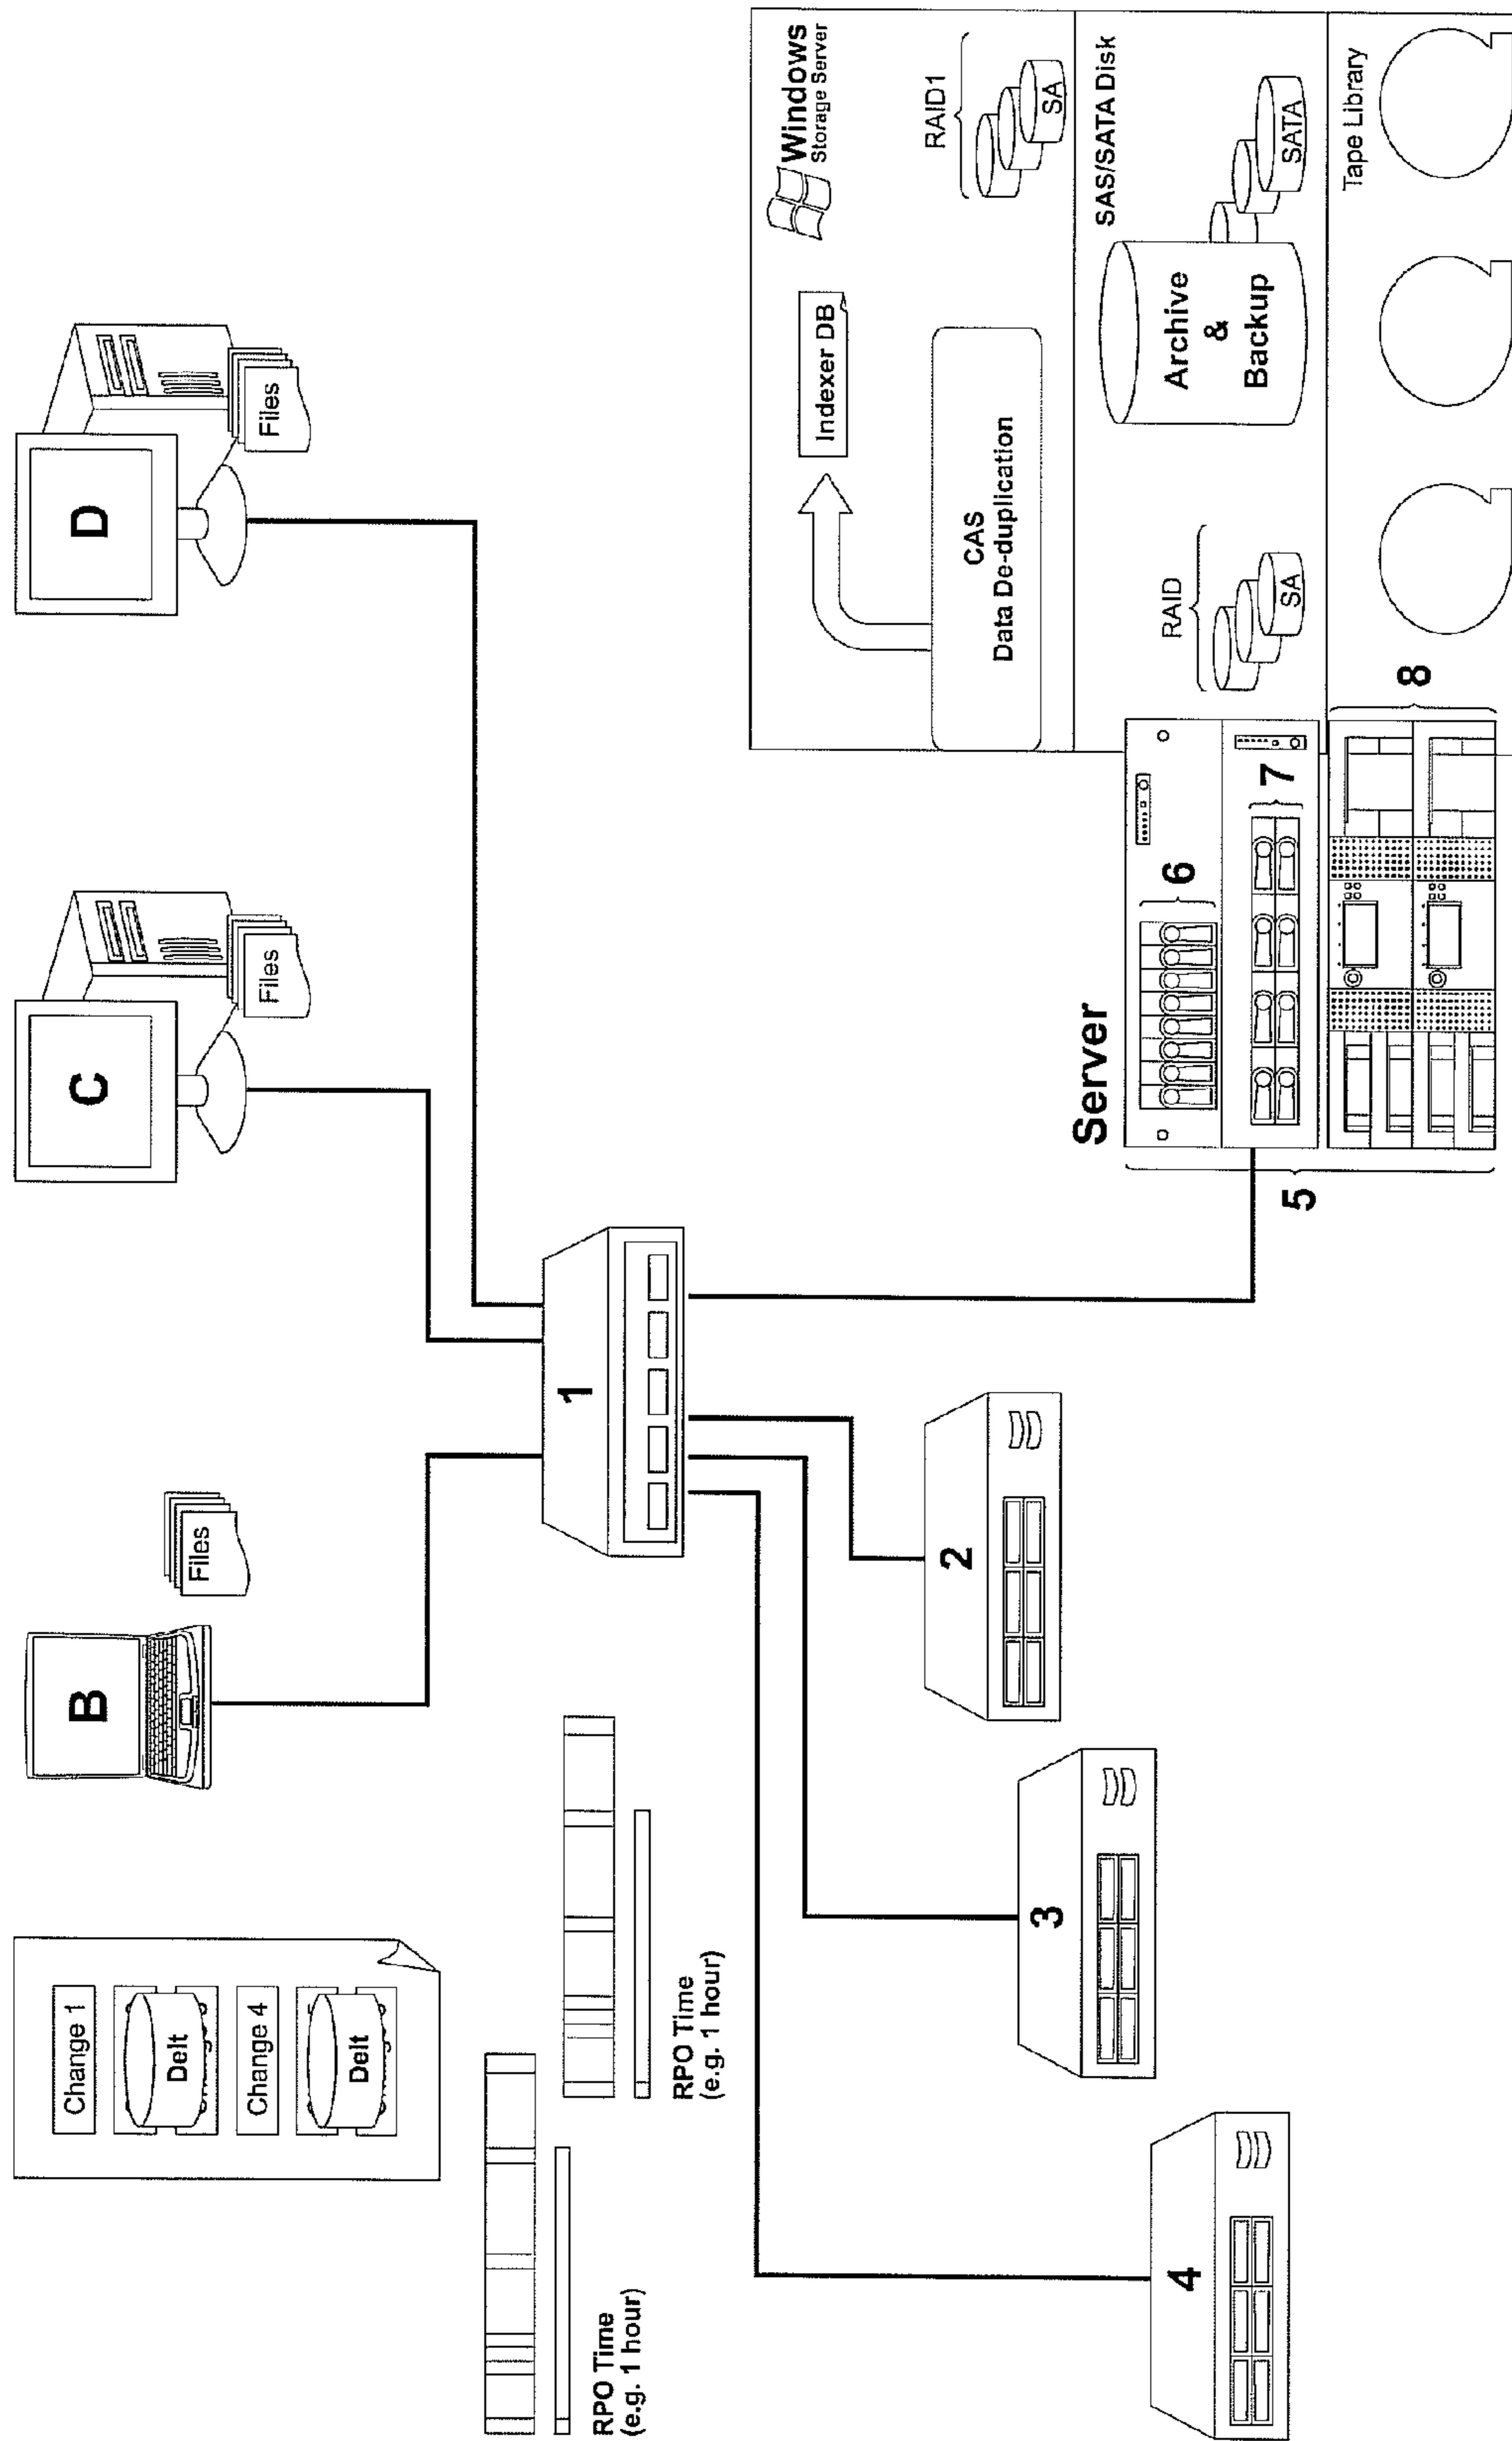 Change 1
Delt
Change 4
Delt
B
Files
C
Files
D
Files
RPO Time
(e.g. 1 hour)
RPO Time
(e.g. 1 hour)
1
2
3
4
Server
5
6
7
8
Windows
Storage Server
Indexer DB
RAID1
SA
CAS
Data De-duplication
SAS/SATA Disk
Archive
&
Backup
SATA
RAID
SA
Tape Library